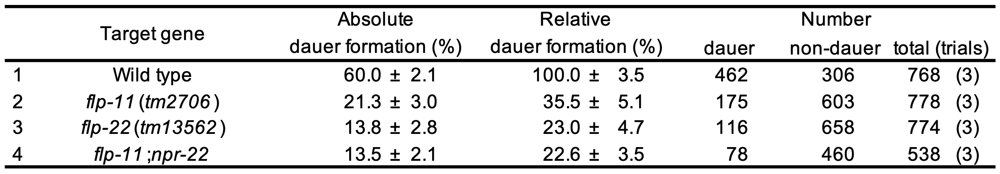 Target gene Absolute dauer formation (%) Relative dauer formation (%) Number dauer non-dauer total (trials)
1 Wild type 60.0 ± 2.1 100.0 ± 3.5 462 306 768 (3)
2 flp-11 (tm2706) 21.3 ± 3.0 35.5 ± 5.1 175 603 778 (3)
3 flp-22 (tm13562) 13.8 ± 2.8 23.0 ± 4.7 116 658 774 (3)
4 flp-11;npr-22 13.5 ± 2.1 22.6 ± 3.5 78 460 538 (3)